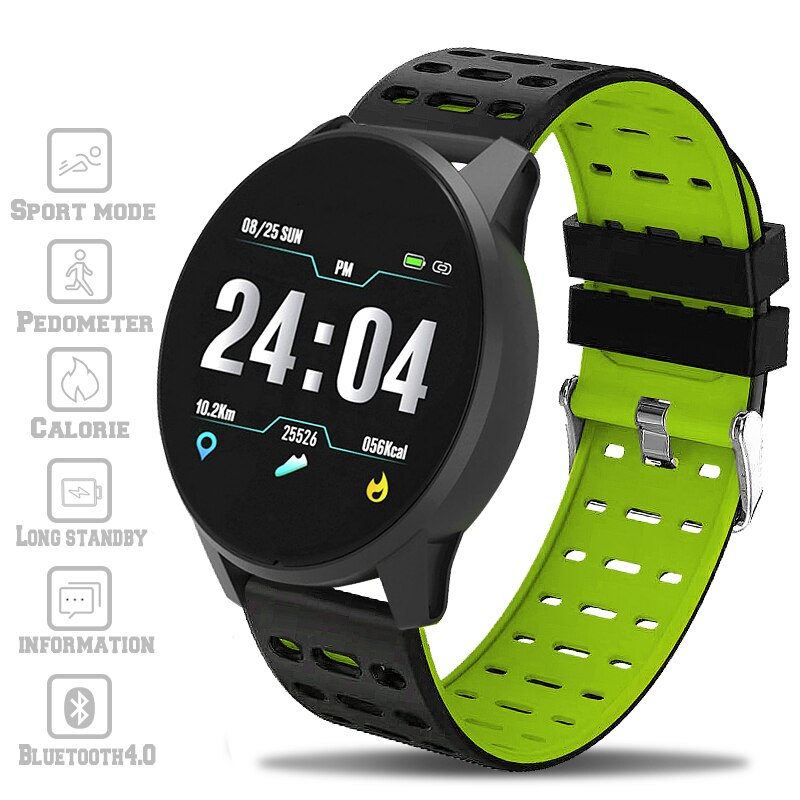 SPORT MODE
PEDOMETER
CALORIE
LONG STANDBY
INFORMATION
BLUETOOTH4.0
08/25 SUN
PM
24:04
10.2Km
25526
056Kcal